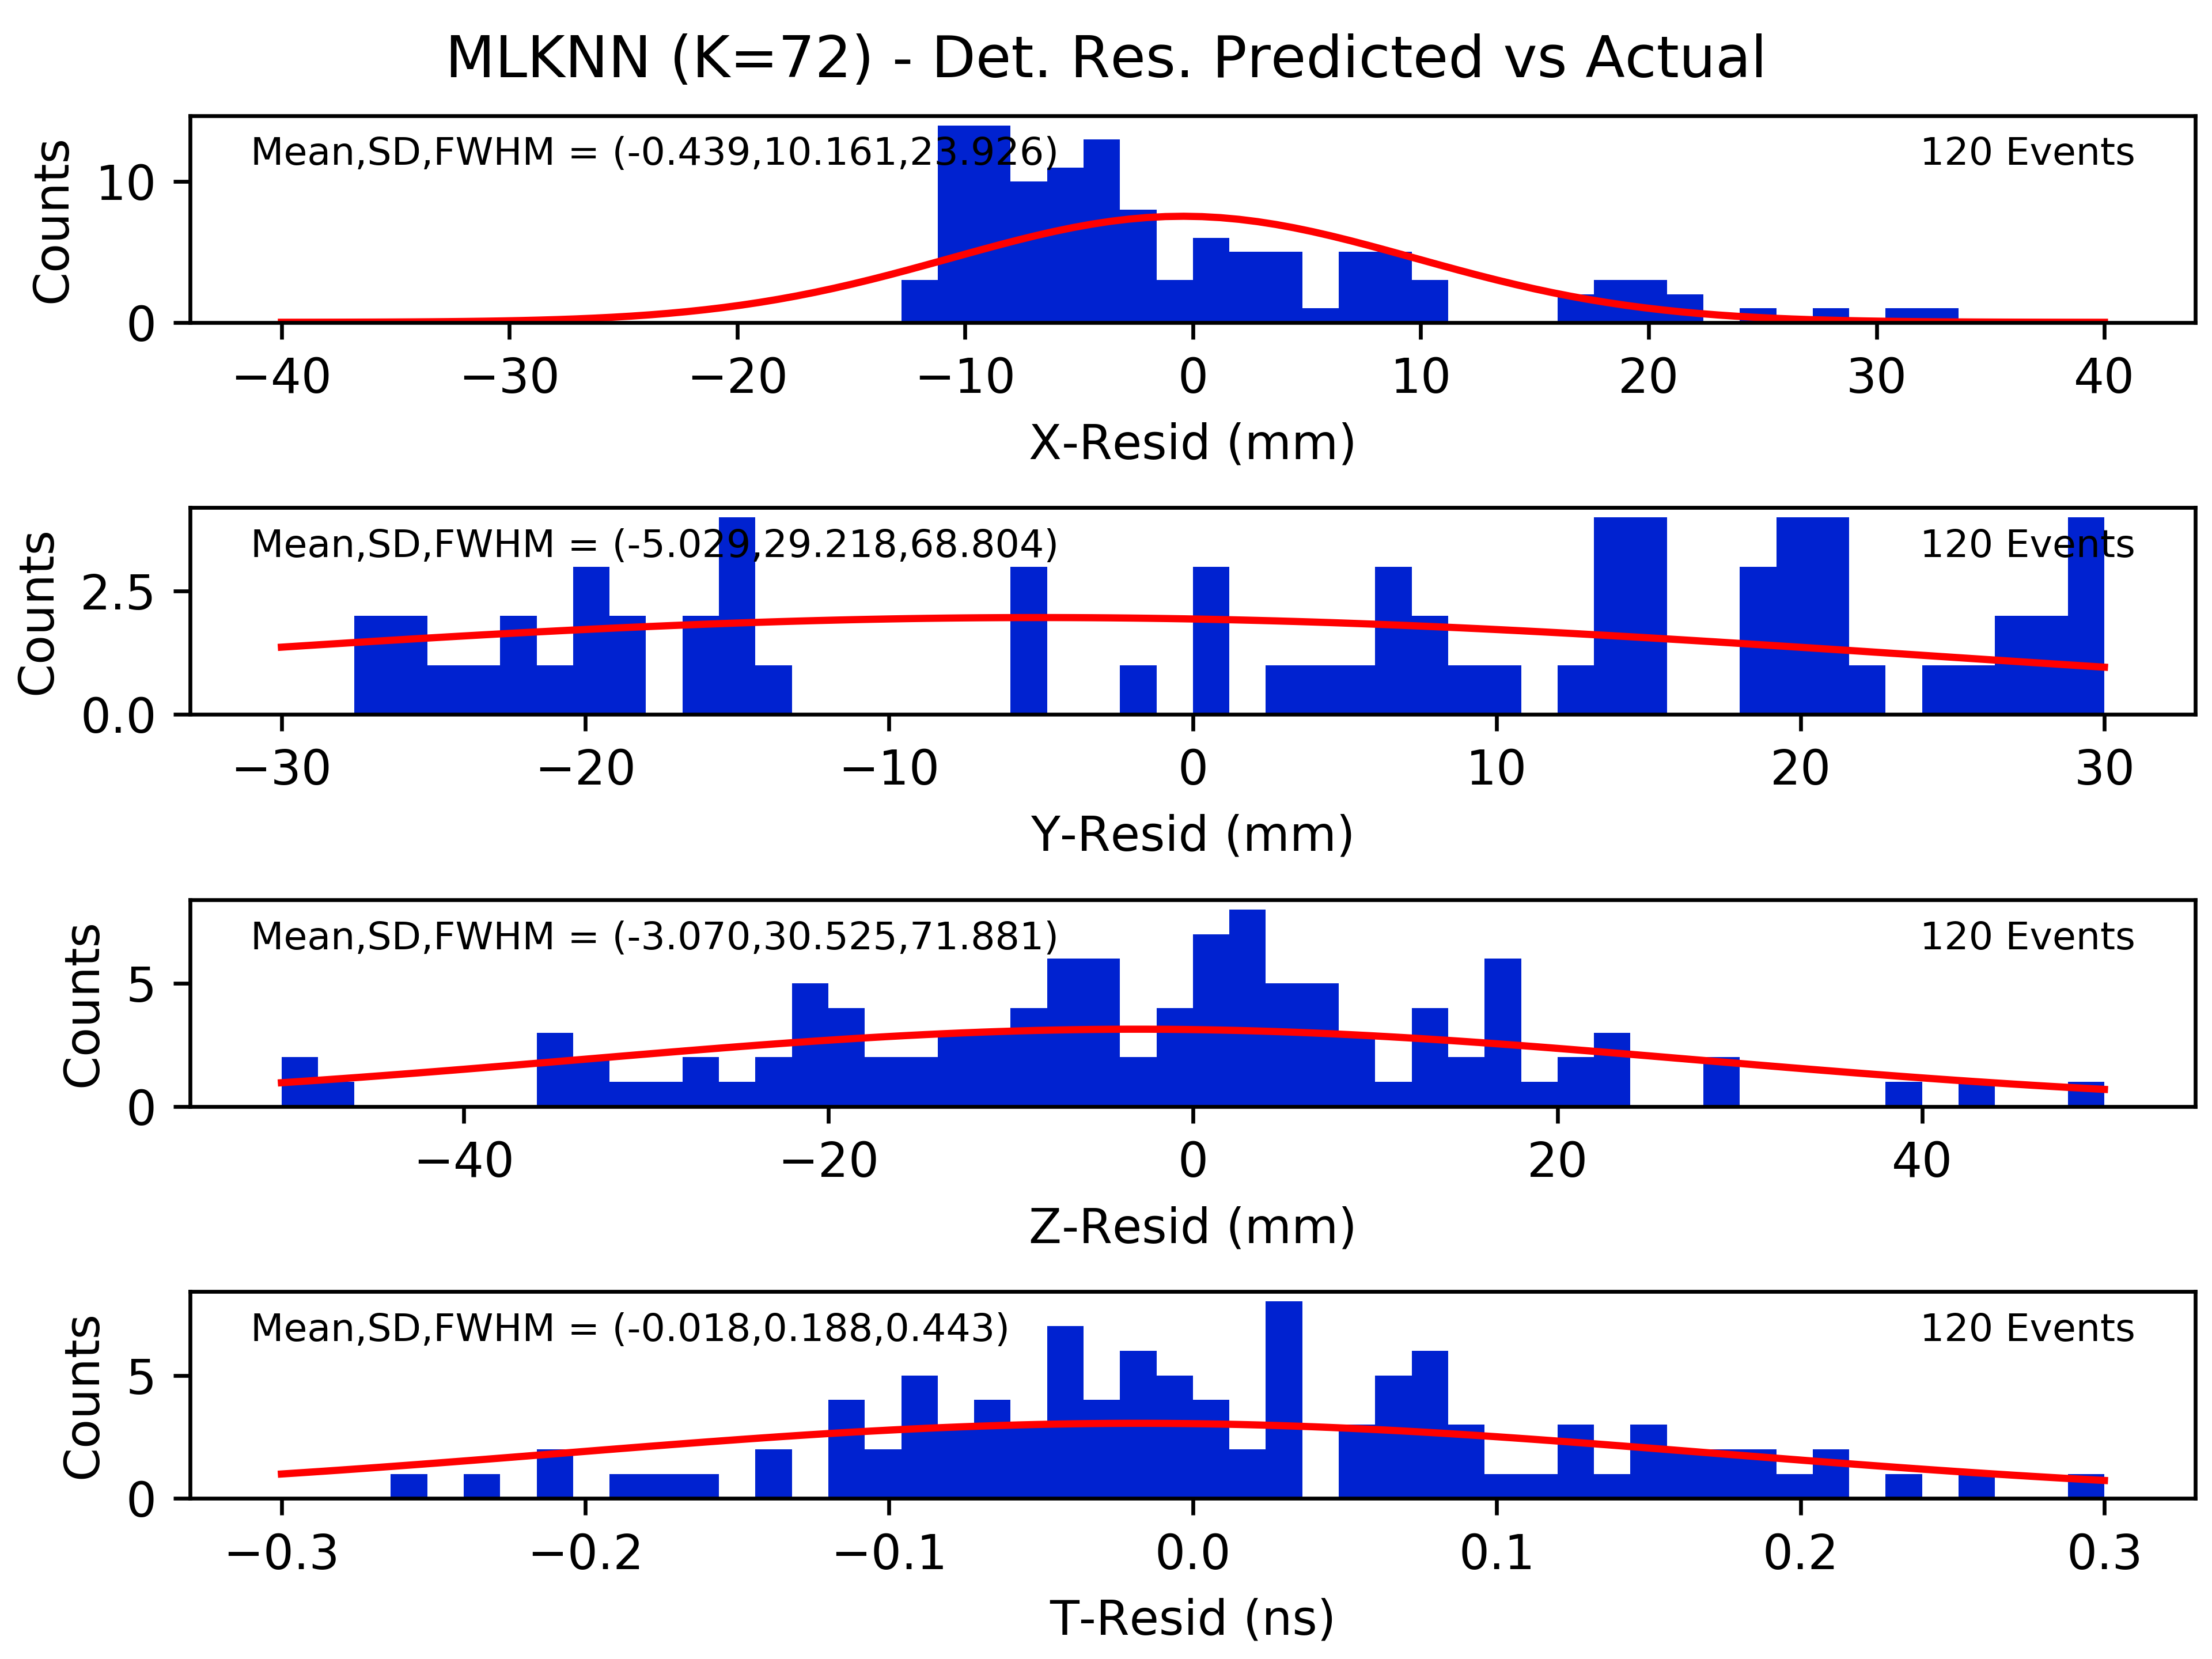 MLKNN (K=72) - Det. Res. Predicted vs Actual
Mean,SD,FWHM = (-0.439,10.161,23.926)
120 Events
Counts
10
0
−40 −30 −20 −10 0 10 20 30 40
X-Resid (mm)
Mean,SD,FWHM = (-5.029,29.218,68.804)
120 Events
Counts
2.5
0.0
−30 −20 −10 0 10 20 30
Y-Resid (mm)
Mean,SD,FWHM = (-3.070,30.525,71.881)
120 Events
Counts
5
0
−40 −20 0 20 40
Z-Resid (mm)
Mean,SD,FWHM = (-0.018,0.188,0.443)
120 Events
Counts
5
0
−0.3 −0.2 −0.1 0.0 0.1 0.2 0.3
T-Resid (ns)